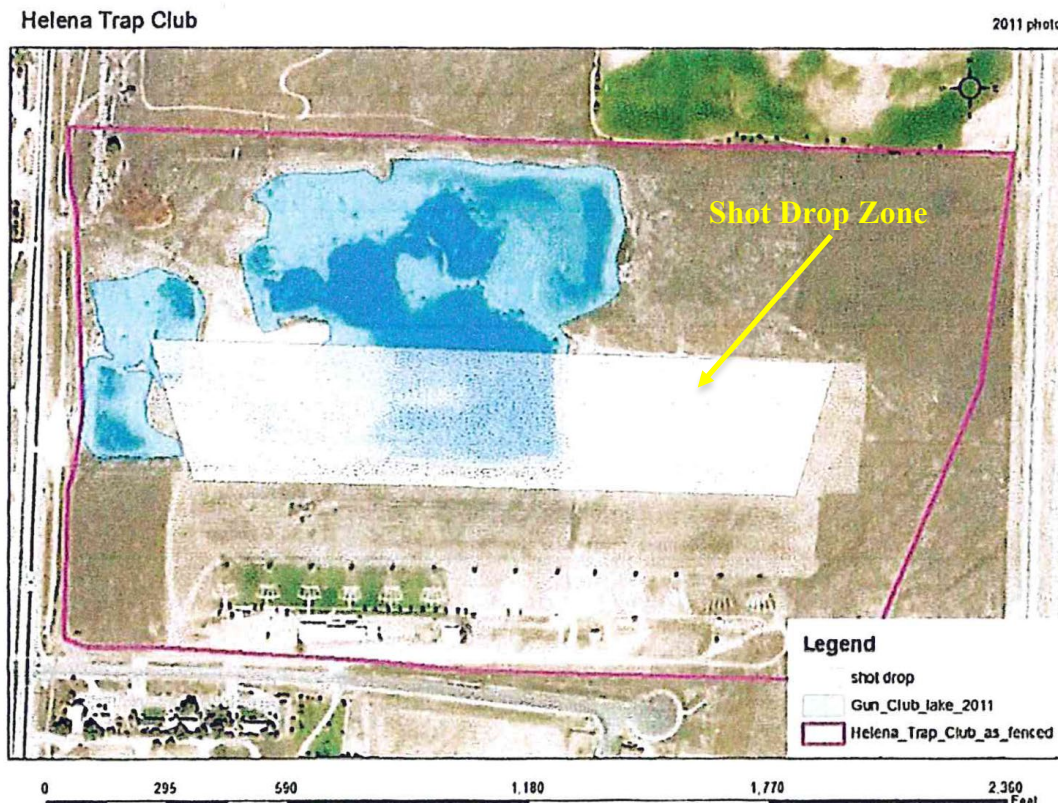 Helena Trap Club
2011 photo
Shot Drop Zone
Legend
shot drop
Gun_Club_lake_2011
Helena_Trap_Club_as_fenced
0 295 590 1,180 1,770 2,360
Feet